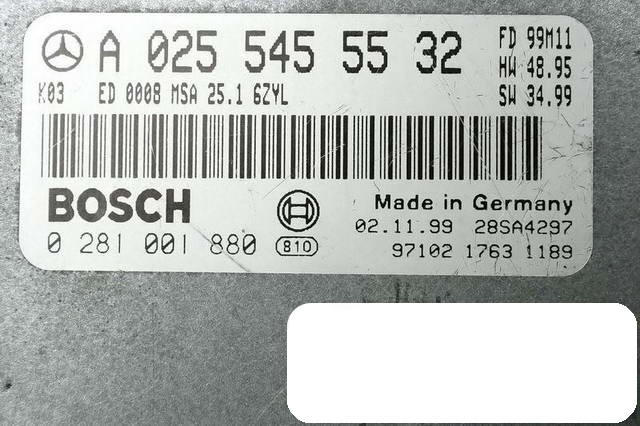 A 025 545 55 32
FD 99M11
HW 48.95
K03 ED 0008 MSA 25.1 6ZYL
SW 34.99
BOSCH
Made in Germany
02.11.99 28SA4297
0 281 001 880
810
97102 1763 1189